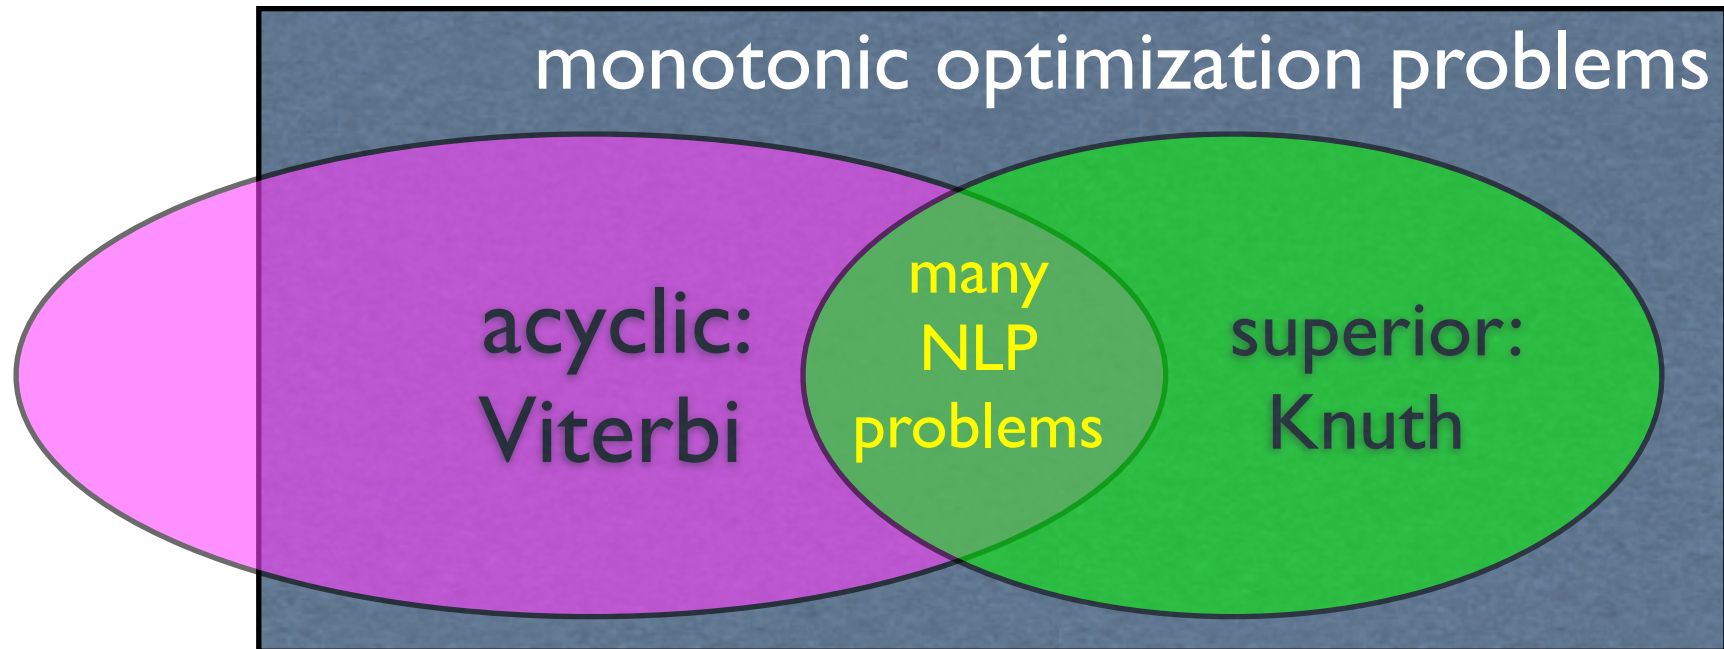 monotonic optimization problems
acyclic:
Viterbi
many
NLP
problems
superior:
Knuth